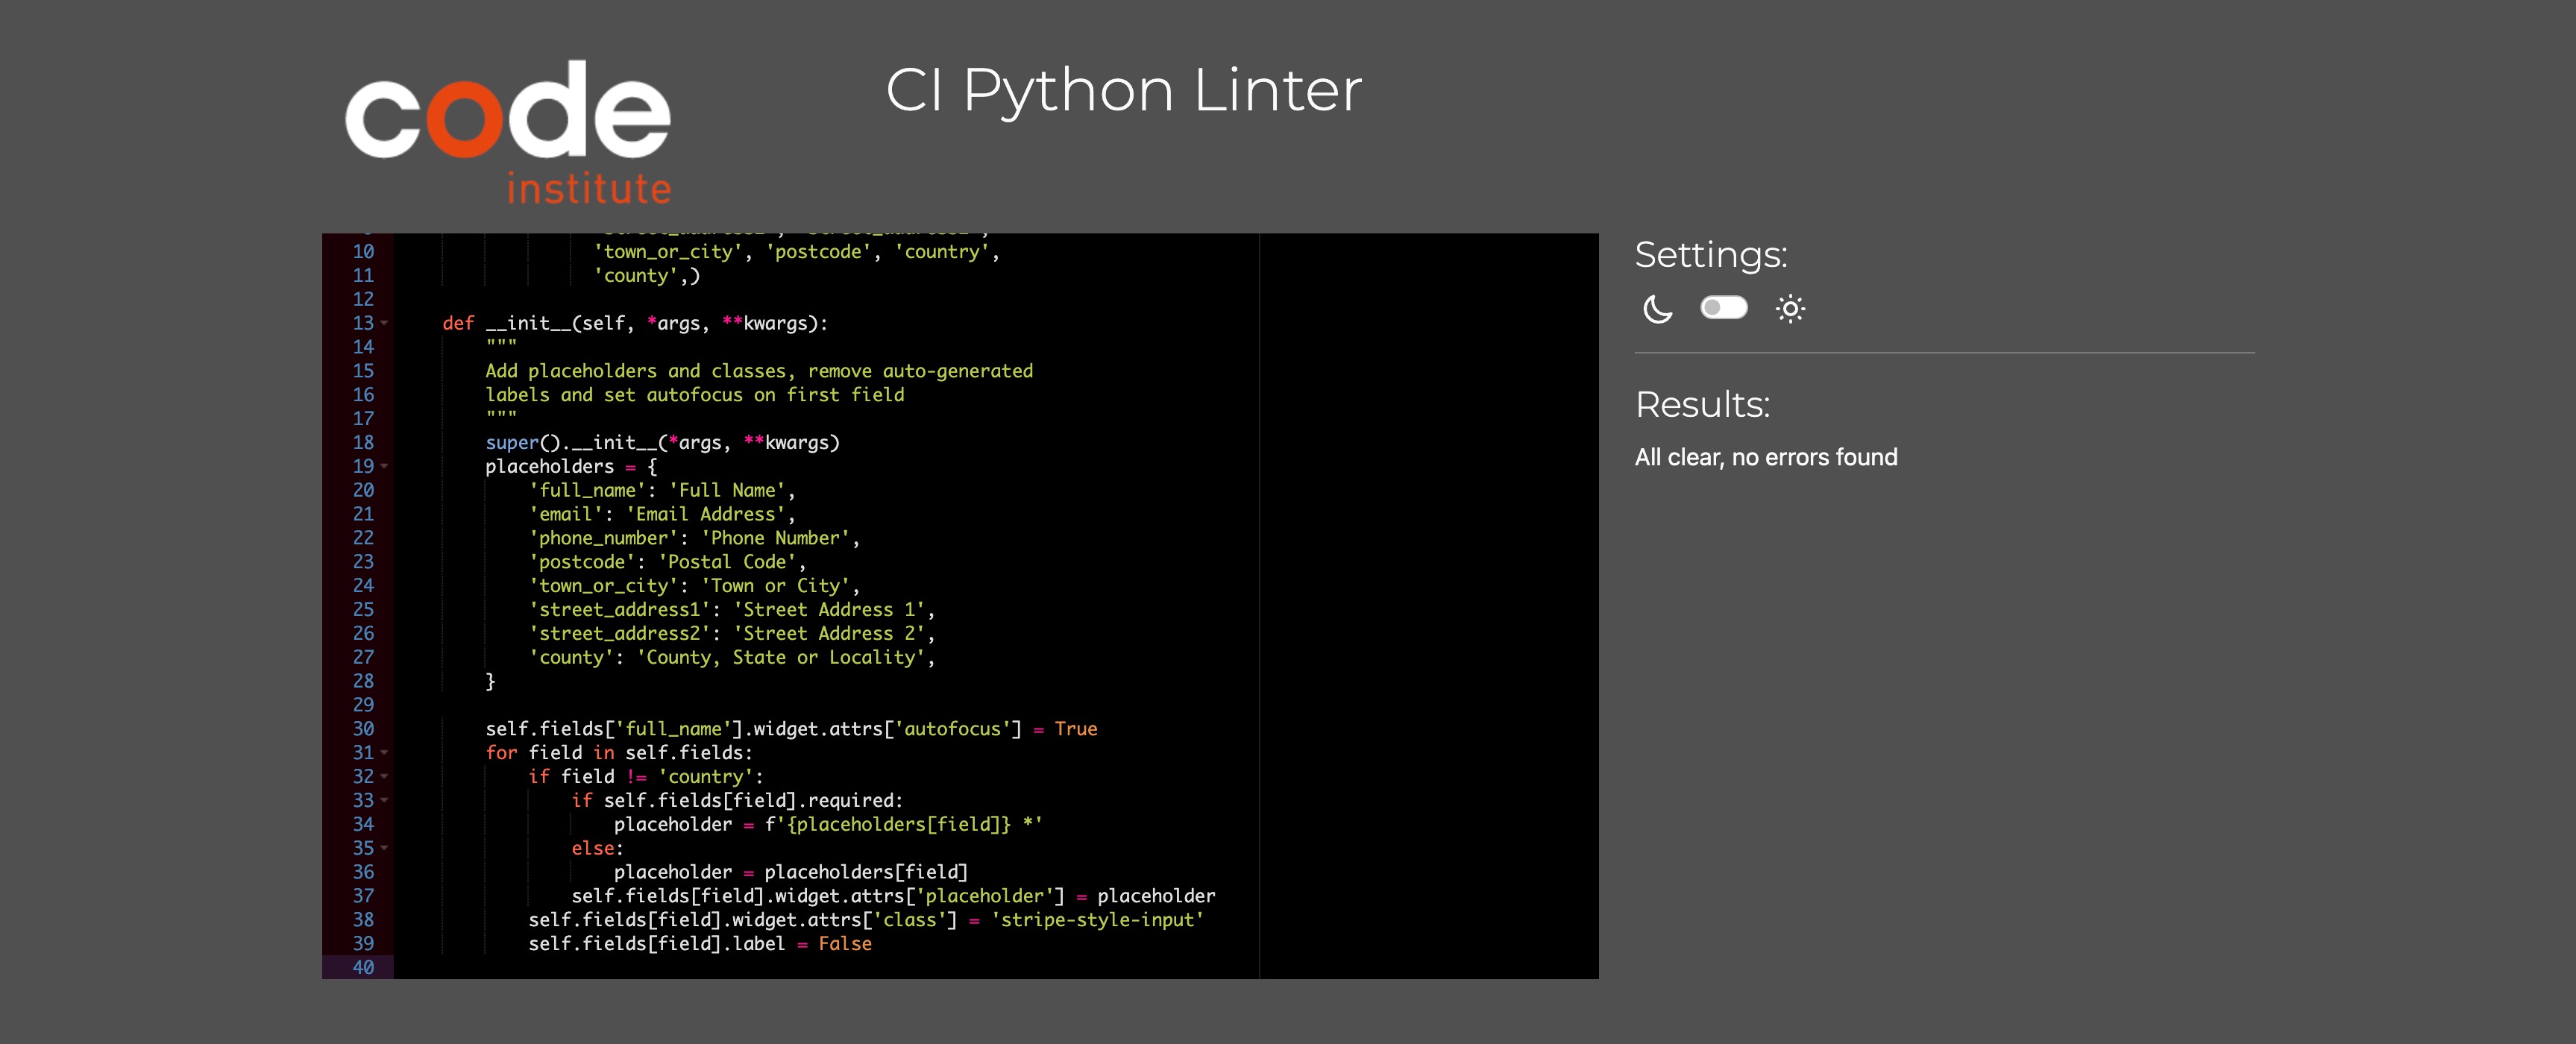 code
institute
CI Python Linter
10 'town_or_city', 'postcode', 'country',
11 'county',)
12
13 def __init__(self, *args, **kwargs):
14 """
15 Add placeholders and classes, remove auto-generated
16 labels and set autofocus on first field
17 """
18 super().__init__(*args, **kwargs)
19 placeholders = {
20 'full_name': 'Full Name',
21 'email': 'Email Address',
22 'phone_number': 'Phone Number',
23 'postcode': 'Postal Code',
24 'town_or_city': 'Town or City',
25 'street_address1': 'Street Address 1',
26 'street_address2': 'Street Address 2',
27 'county': 'County, State or Locality',
28 }
29
30 self.fields['full_name'].widget.attrs['autofocus'] = True
31 for field in self.fields:
32 if field != 'country':
33 if self.fields[field].required:
34 placeholder = f'{placeholders[field]} *'
35 else:
36 placeholder = placeholders[field]
37 self.fields[field].widget.attrs['placeholder'] = placeholder
38 self.fields[field].widget.attrs['class'] = 'stripe-style-input'
39 self.fields[field].label = False
40
Settings:
Results:
All clear, no errors found